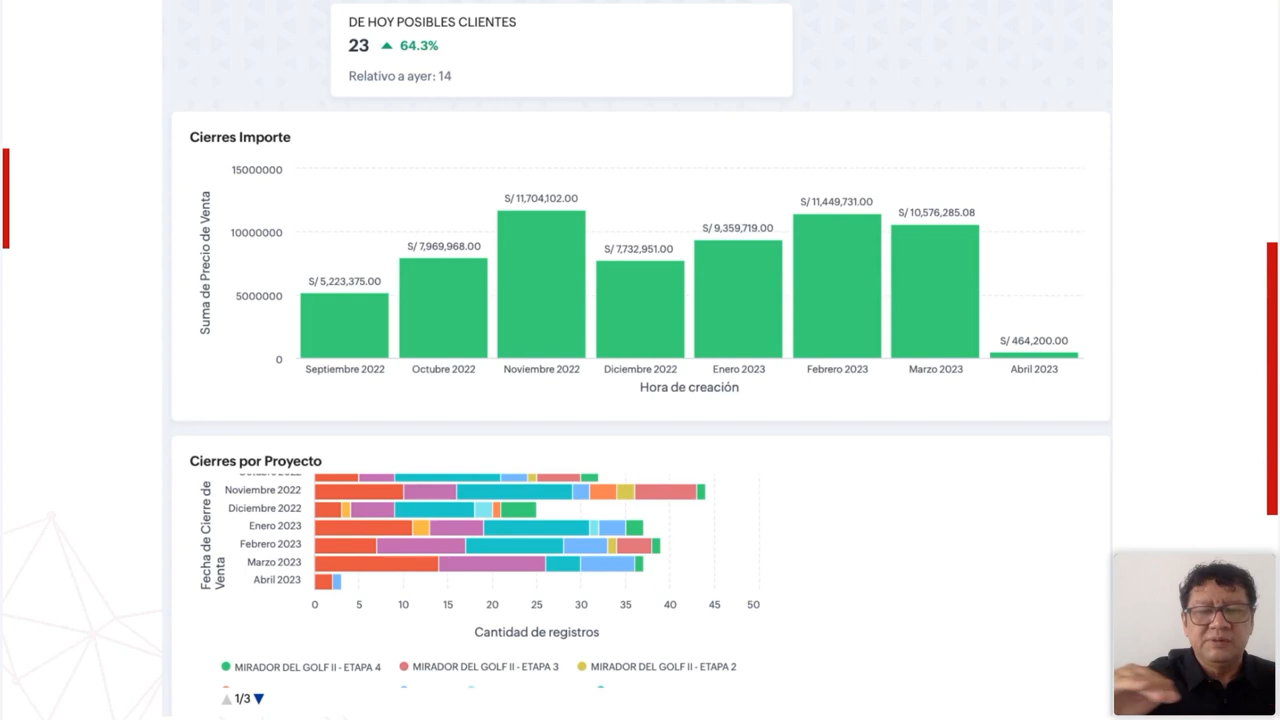 DE HOY POSIBLES CLIENTES
23 64.3%
Relativo a ayer: 14
Cierres Importe
Suma de Precio de Venta
15000000
10000000
5000000
0
S/ 5,223,375.00
S/ 7,969,968.00
S/ 11,704,102.00
S/ 7,732,951.00
S/ 9,359,719.00
S/ 11,449,731.00
S/ 10,576,285.08
S/ 464,200.00
Septiembre 2022 Octubre 2022 Noviembre 2022 Diciembre 2022 Enero 2023 Febrero 2023 Marzo 2023 Abril 2023
Hora de creación
Cierres por Proyecto
Fecha de Cierre de
Venta
Noviembre 2022
Diciembre 2022
Enero 2023
Febrero 2023
Marzo 2023
Abril 2023
0 5 10 15 20 25 30 35 40 45 50
Cantidad de registros
MIRADOR DEL GOLF II - ETAPA 4 MIRADOR DEL GOLF II - ETAPA 3 MIRADOR DEL GOLF II - ETAPA 2
1/3